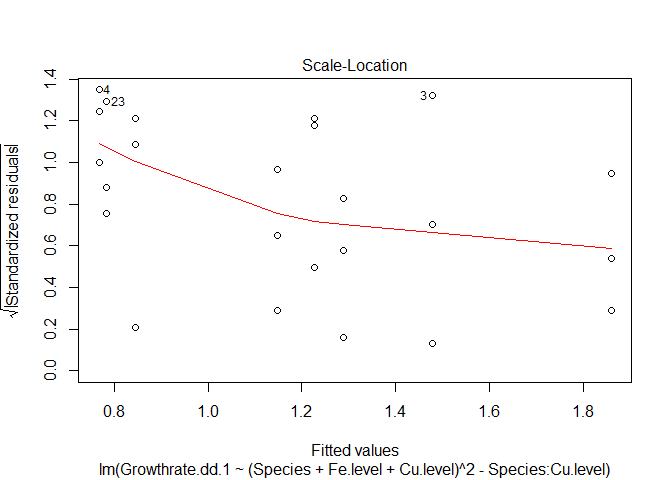 Scale-Location
√|Standardized residuals|
1.4
1.2
1.0
0.8
0.6
0.4
0.2
0.0
4
23
3
0.8 1.0 1.2 1.4 1.6 1.8
Fitted values
lm(Growthrate.dd.1 ~ (Species + Fe.level + Cu.level)^2 - Species:Cu.level)